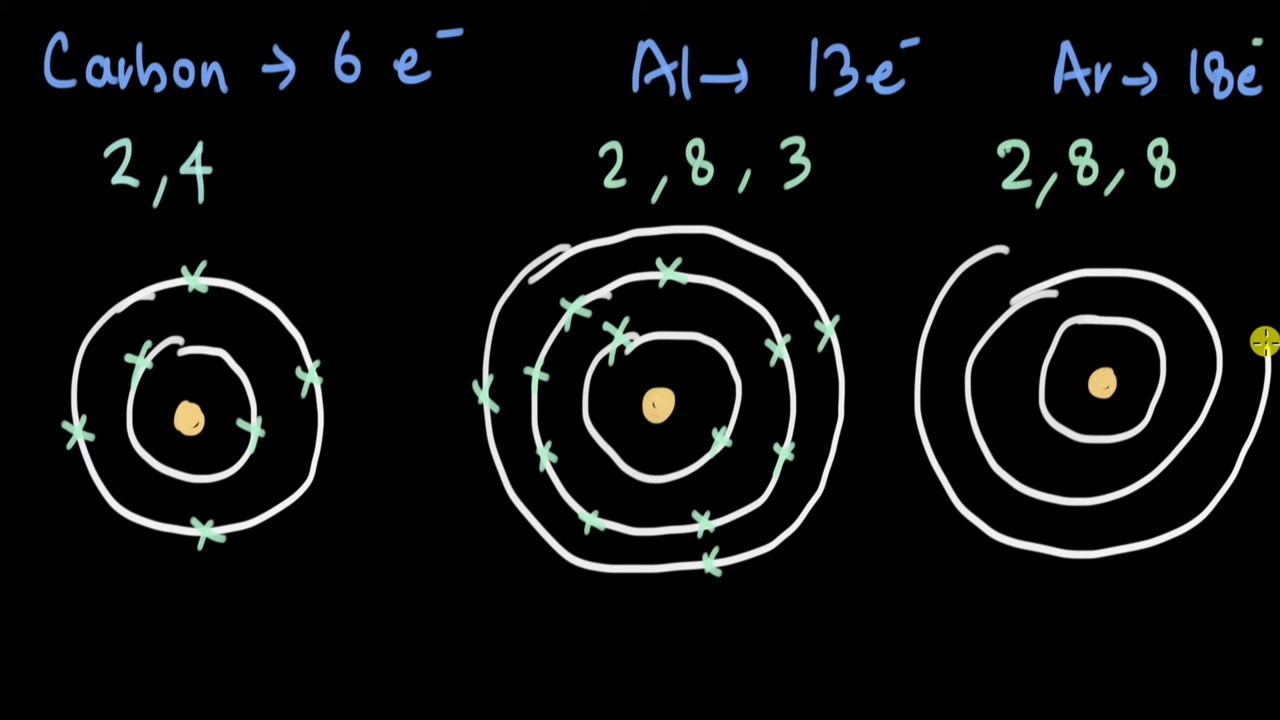 Carbon → 6 e⁻ Al → 13e⁻ Ar → 18e⁻
2,4 2,8,3 2,8,8